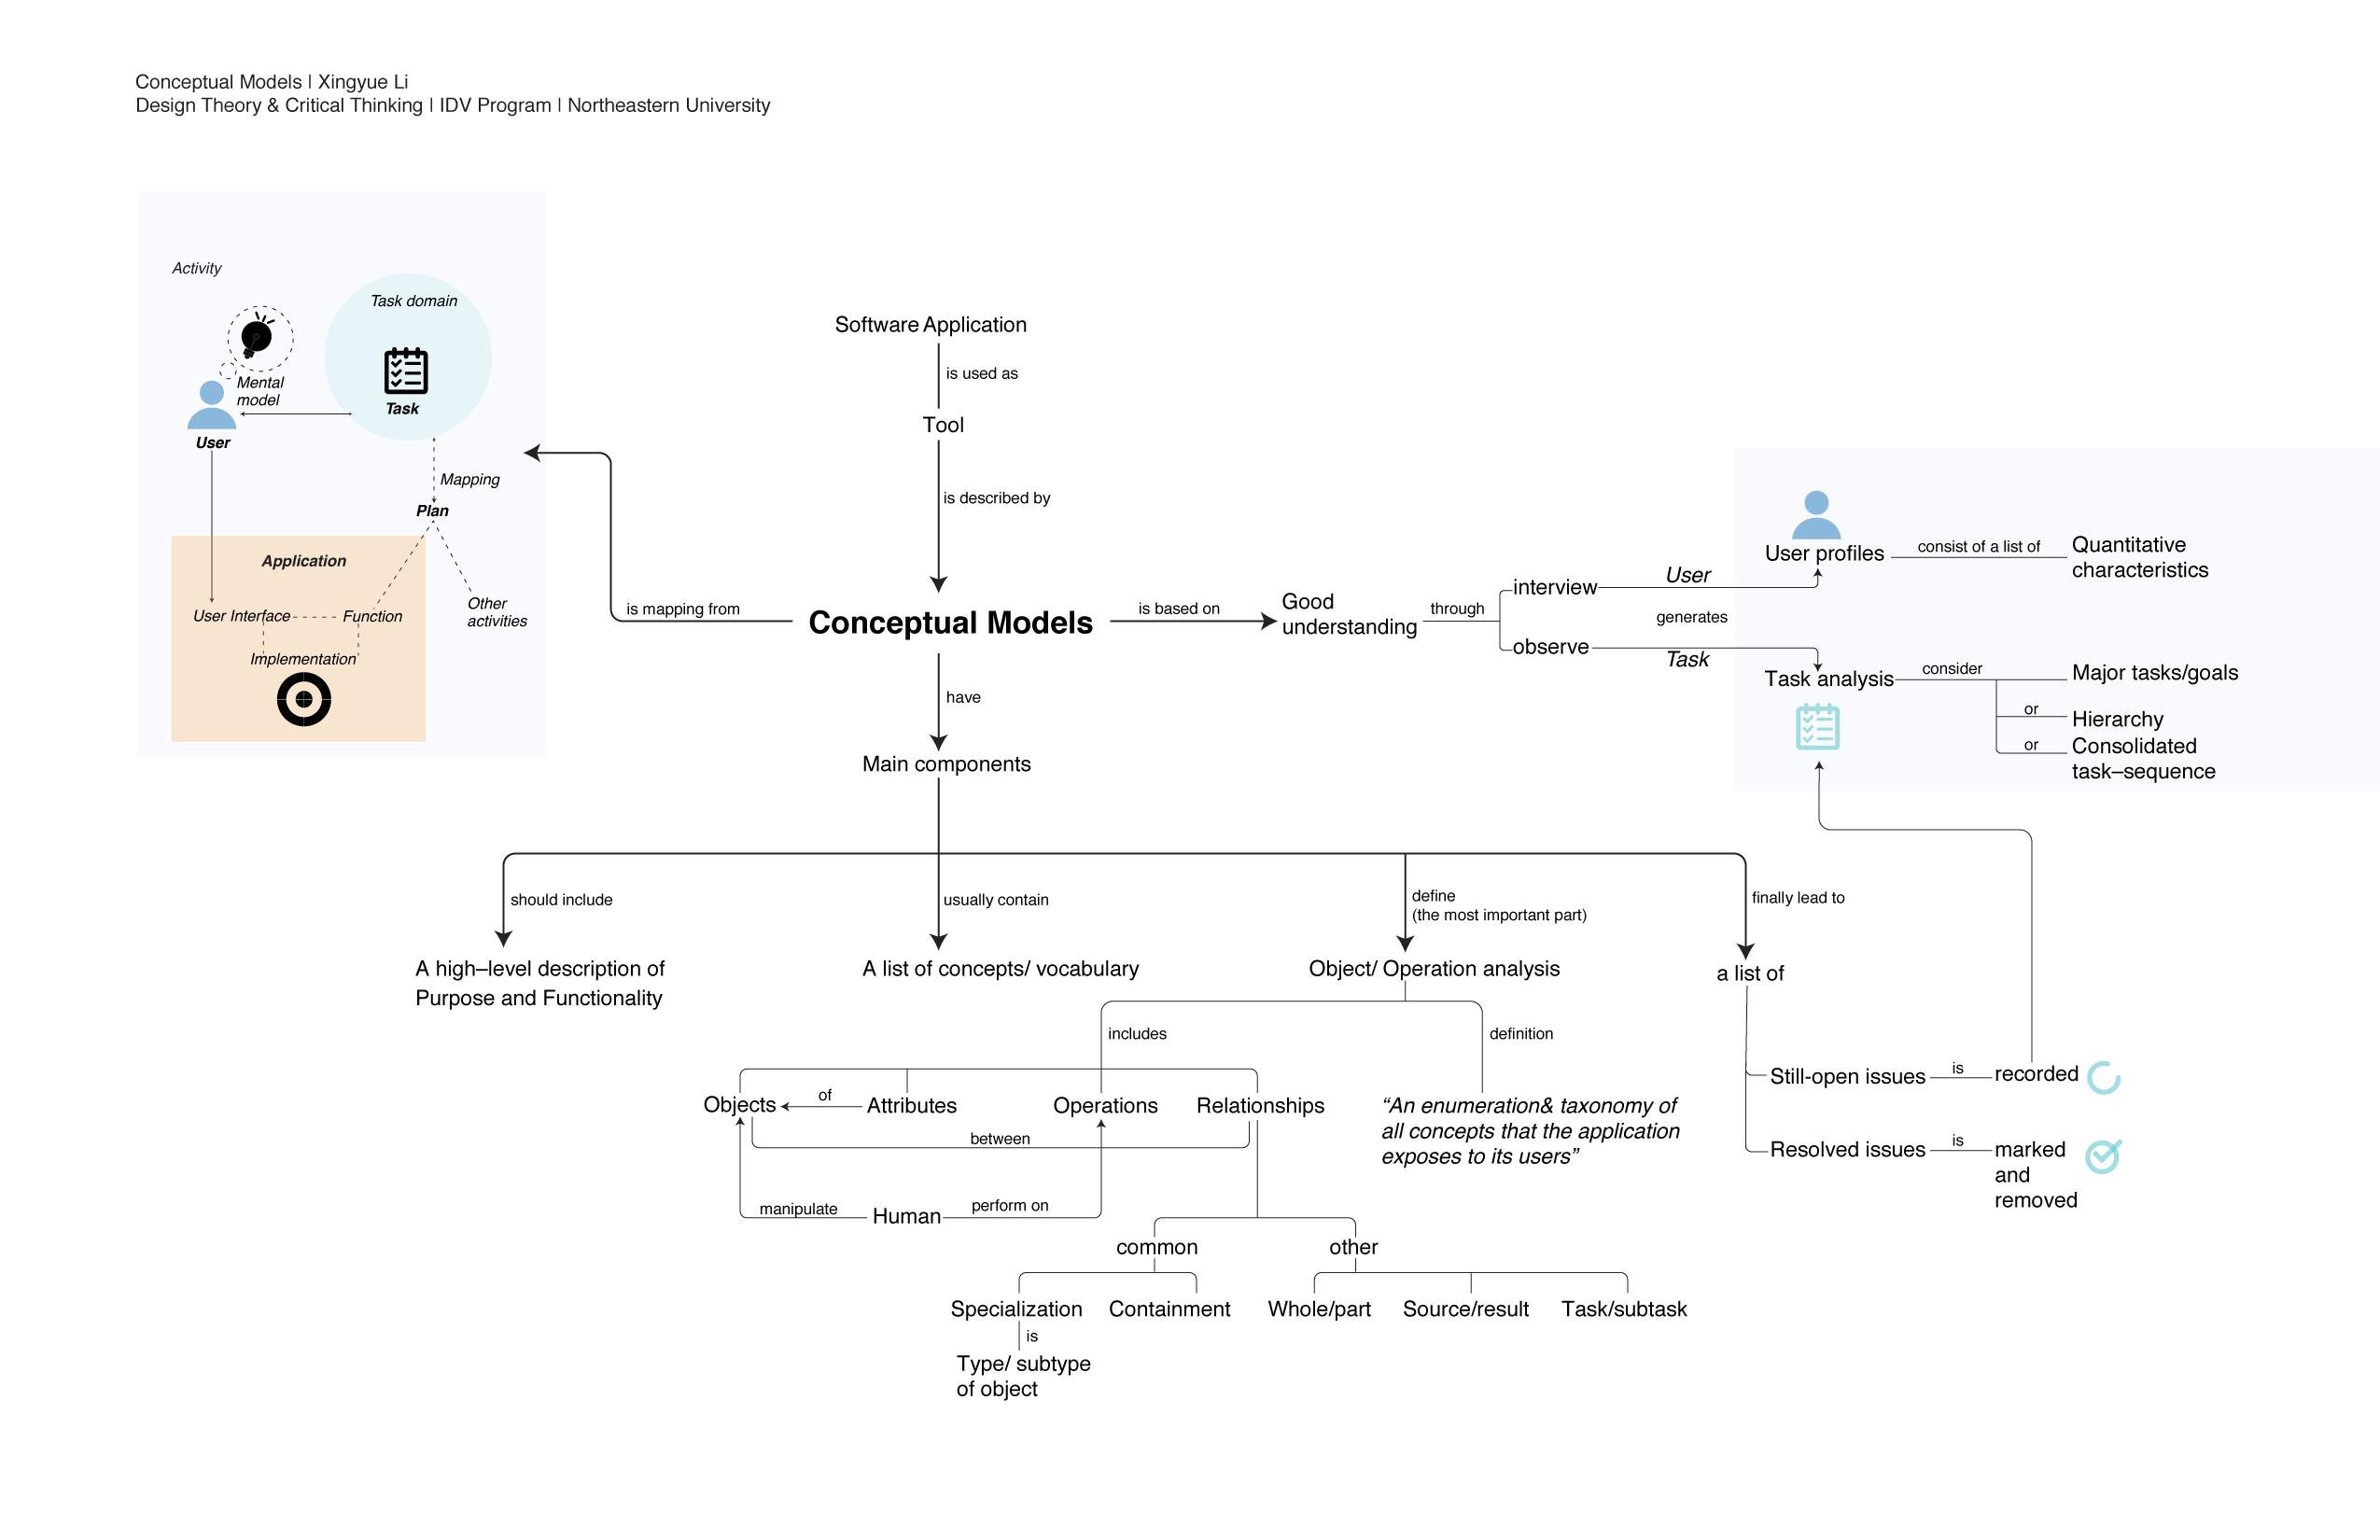 Conceptual Models | Xingyue Li
Design Theory & Critical Thinking | IDV Program | Northeastern University
Activity
Task domain
Mental
model
Task
User
Mapping
Plan
Application
User Interface
Function
Other
activities
Implementation
Software Application
is used as
Tool
is described by
is mapping from
Conceptual Models
is based on
Good
understanding
through
interview
observe
User
generates
Task
User profiles
consist of a list of
Quantitative
characteristics
Task analysis
consider
Major tasks/goals
or
Hierarchy
or
Consolidated
task–sequence
have
Main components
should include
usually contain
define
(the most important part)
finally lead to
A high–level description of
Purpose and Functionality
A list of concepts/ vocabulary
Object/ Operation analysis
a list of
includes
definition
Objects
of
Attributes
Operations
Relationships
between
manipulate
Human
perform on
“An enumeration& taxonomy of
all concepts that the application
exposes to its users”
Still-open issues
is
recorded
Resolved issues
is
marked
and
removed
common
other
Specialization
Containment
Whole/part
Source/result
Task/subtask
is
Type/ subtype
of object